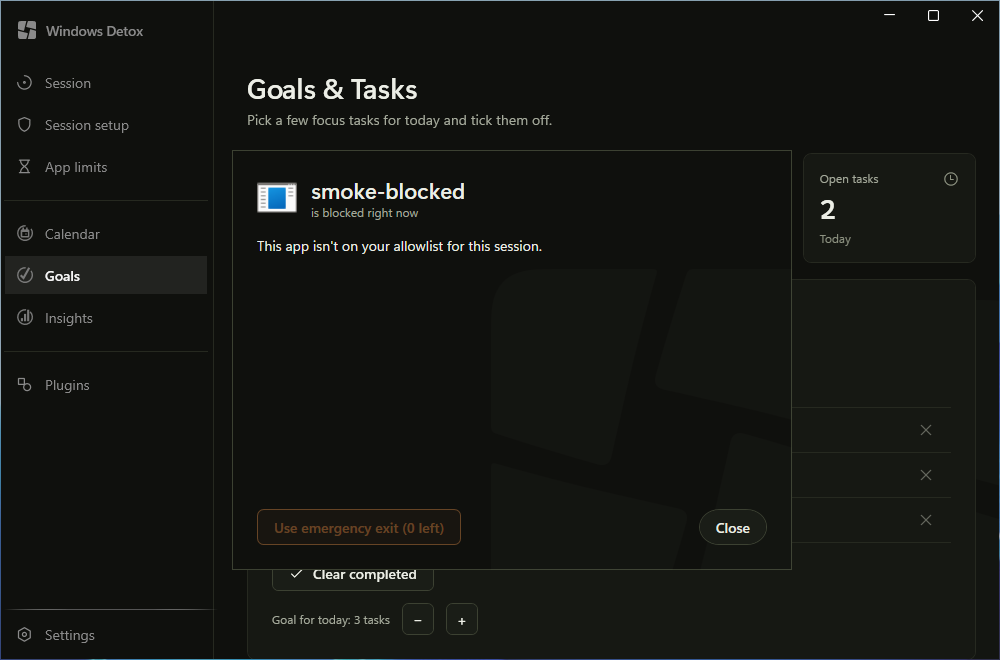 Windows Detox
Session
Session setup
App limits
Calendar
Goals
Insights
Plugins
Settings
Goals & Tasks
Pick a few focus tasks for today and tick them off.
smoke-blocked
is blocked right now
This app isn't on your allowlist for this session.
Use emergency exit (0 left)
Close
Open tasks
2
Today
Clear completed
Goal for today: 3 tasks
−
+